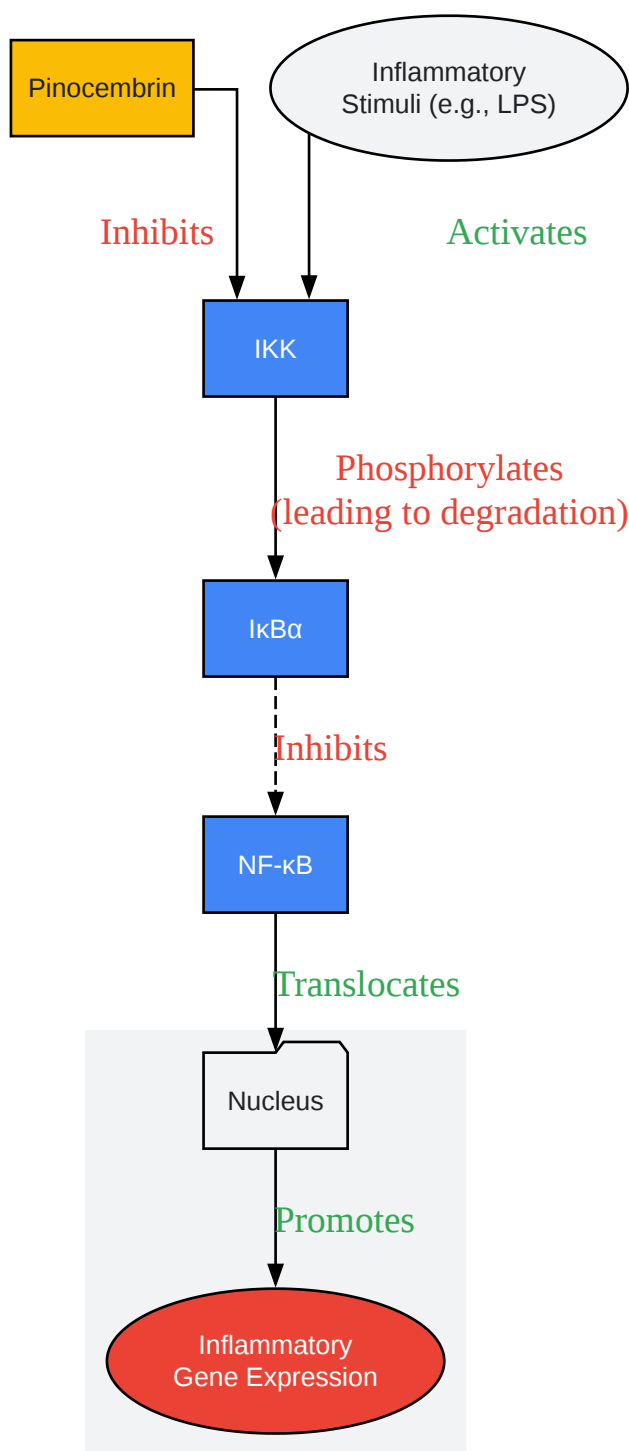 Pinocembrin
Inflammatory
Stimuli (e.g., LPS)
Inhibits
Activates
IKK
Phosphorylates
(leading to degradation)
IκBα
Inhibits
NF-κB
Translocates
Nucleus
Promotes
Inflammatory
Gene Expression